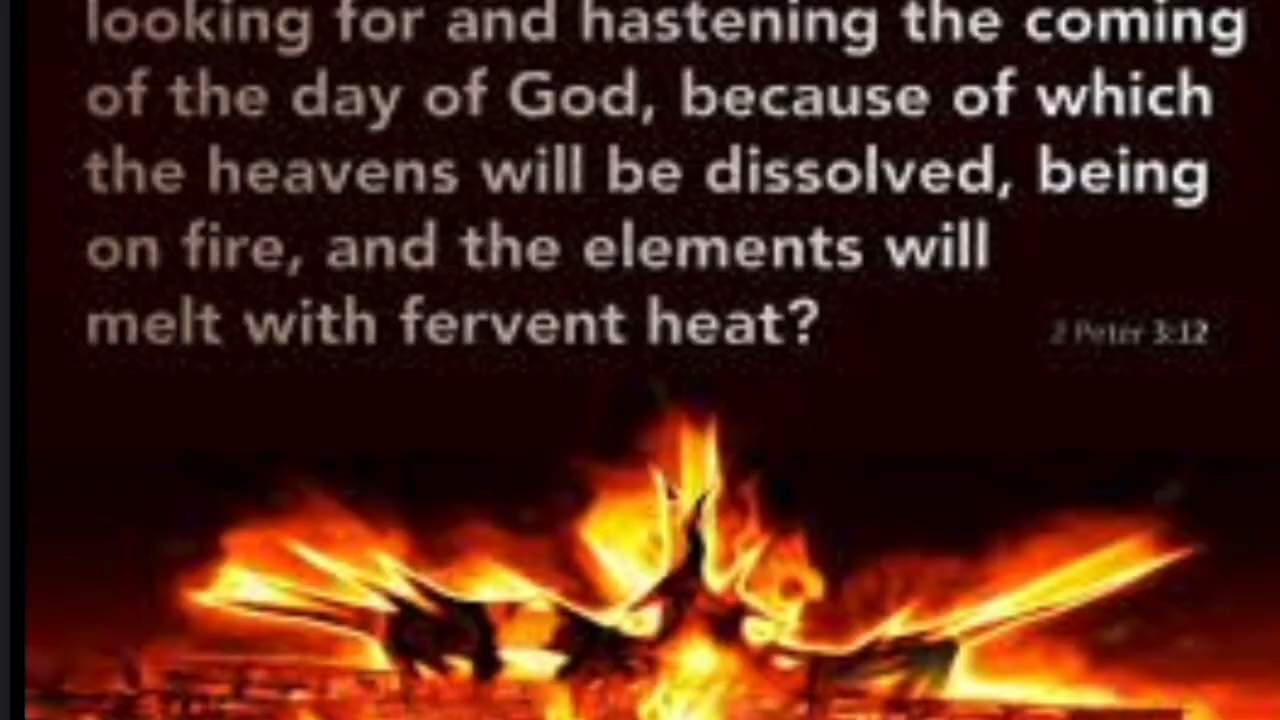 looking for and hastening the coming
of the day of God, because of which
the heavens will be dissolved, being
on fire, and the elements will
melt with fervent heat?
2 Peter 3:12